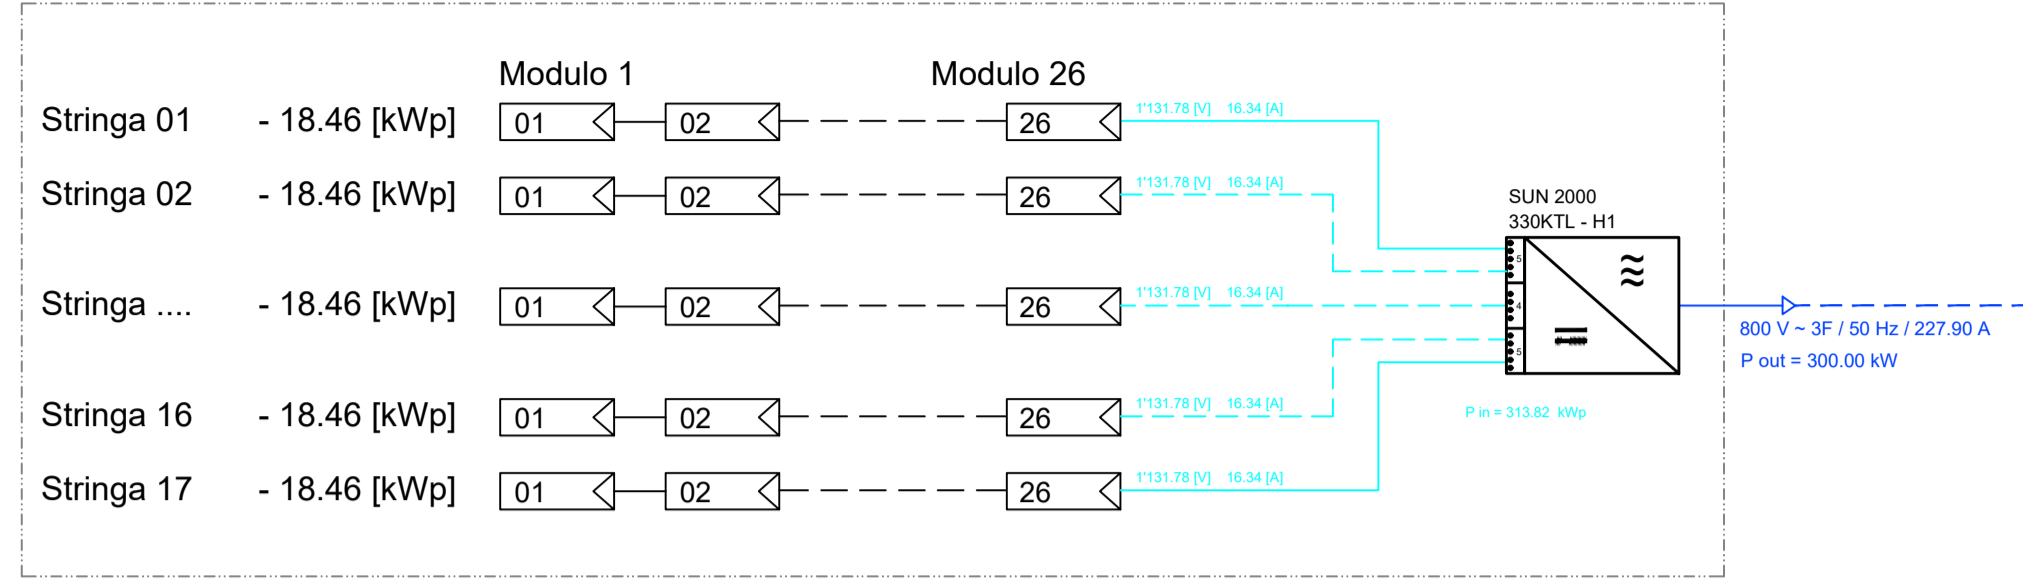 Modulo 1 Modulo 26
Stringa 01 - 18.46 [kWp] 01 02 26 1'131.78 [V] 16.34 [A]
Stringa 02 - 18.46 [kWp] 01 02 26 1'131.78 [V] 16.34 [A]
SUN 2000
330KTL - H1
5
Stringa .... - 18.46 [kWp] 01 02 26 1'131.78 [V] 16.34 [A]
4
800 V ~ 3F / 50 Hz / 227.90 A
5
P out = 300.00 kW
Stringa 16 - 18.46 [kWp] 01 02 26 1'131.78 [V] 16.34 [A]
P in = 313.82 kWp
Stringa 17 - 18.46 [kWp] 01 02 26 1'131.78 [V] 16.34 [A]